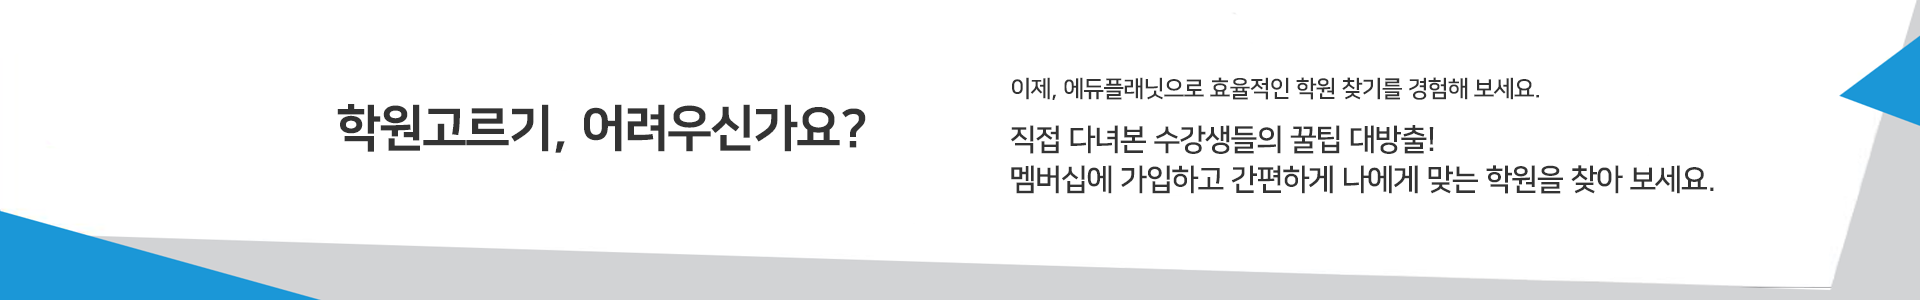 학원고르기, 어려우신가요?
이제, 에듀플래닛으로 효율적인 학원 찾기를 경험해 보세요.
직접 다녀본 수강생들의 꿀팁 대방출!
멤버십에 가입하고 간편하게 나에게 맞는 학원을 찾아 보세요.